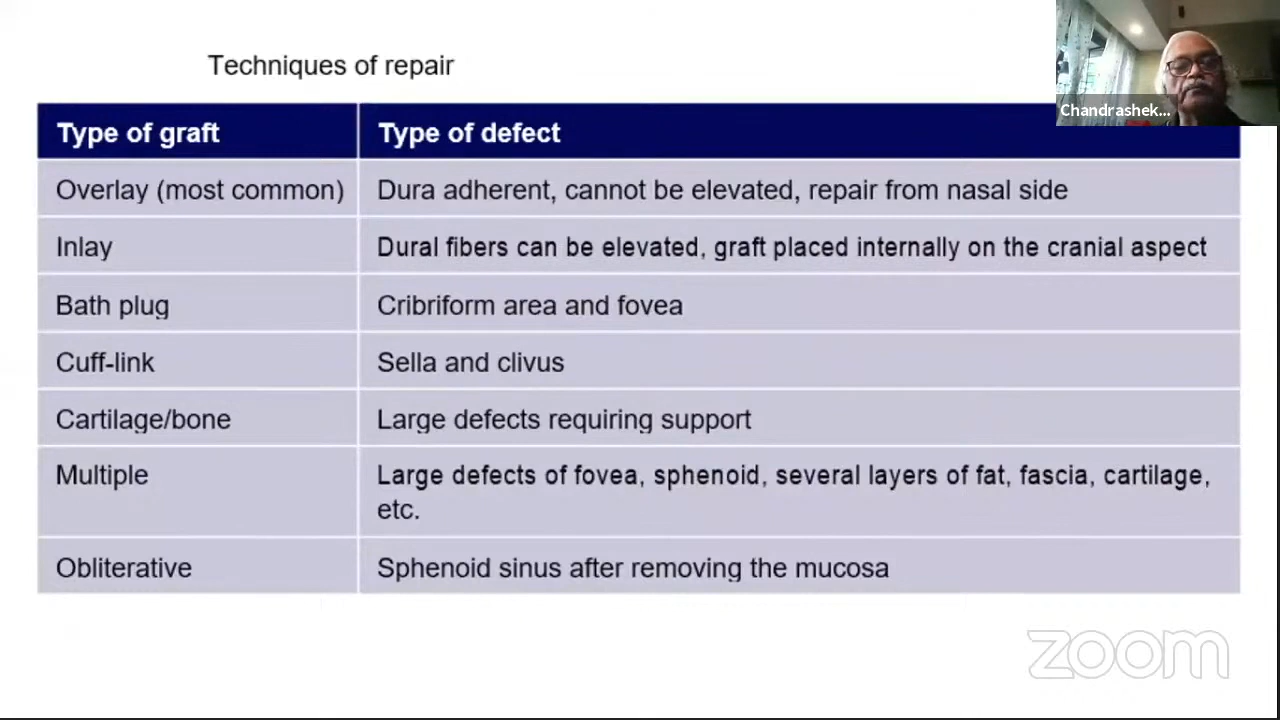 Techniques of repair
Chandrashek...
Type of graft
Type of defect
Overlay (most common)
Dura adherent, cannot be elevated, repair from nasal side
Inlay
Dural fibers can be elevated, graft placed internally on the cranial aspect
Bath plug
Cribriform area and fovea
Cuff-link
Sella and clivus
Cartilage/bone
Large defects requiring support
Multiple
Large defects of fovea, sphenoid, several layers of fat, fascia, cartilage,
etc.
Obliterative
Sphenoid sinus after removing the mucosa
zoom